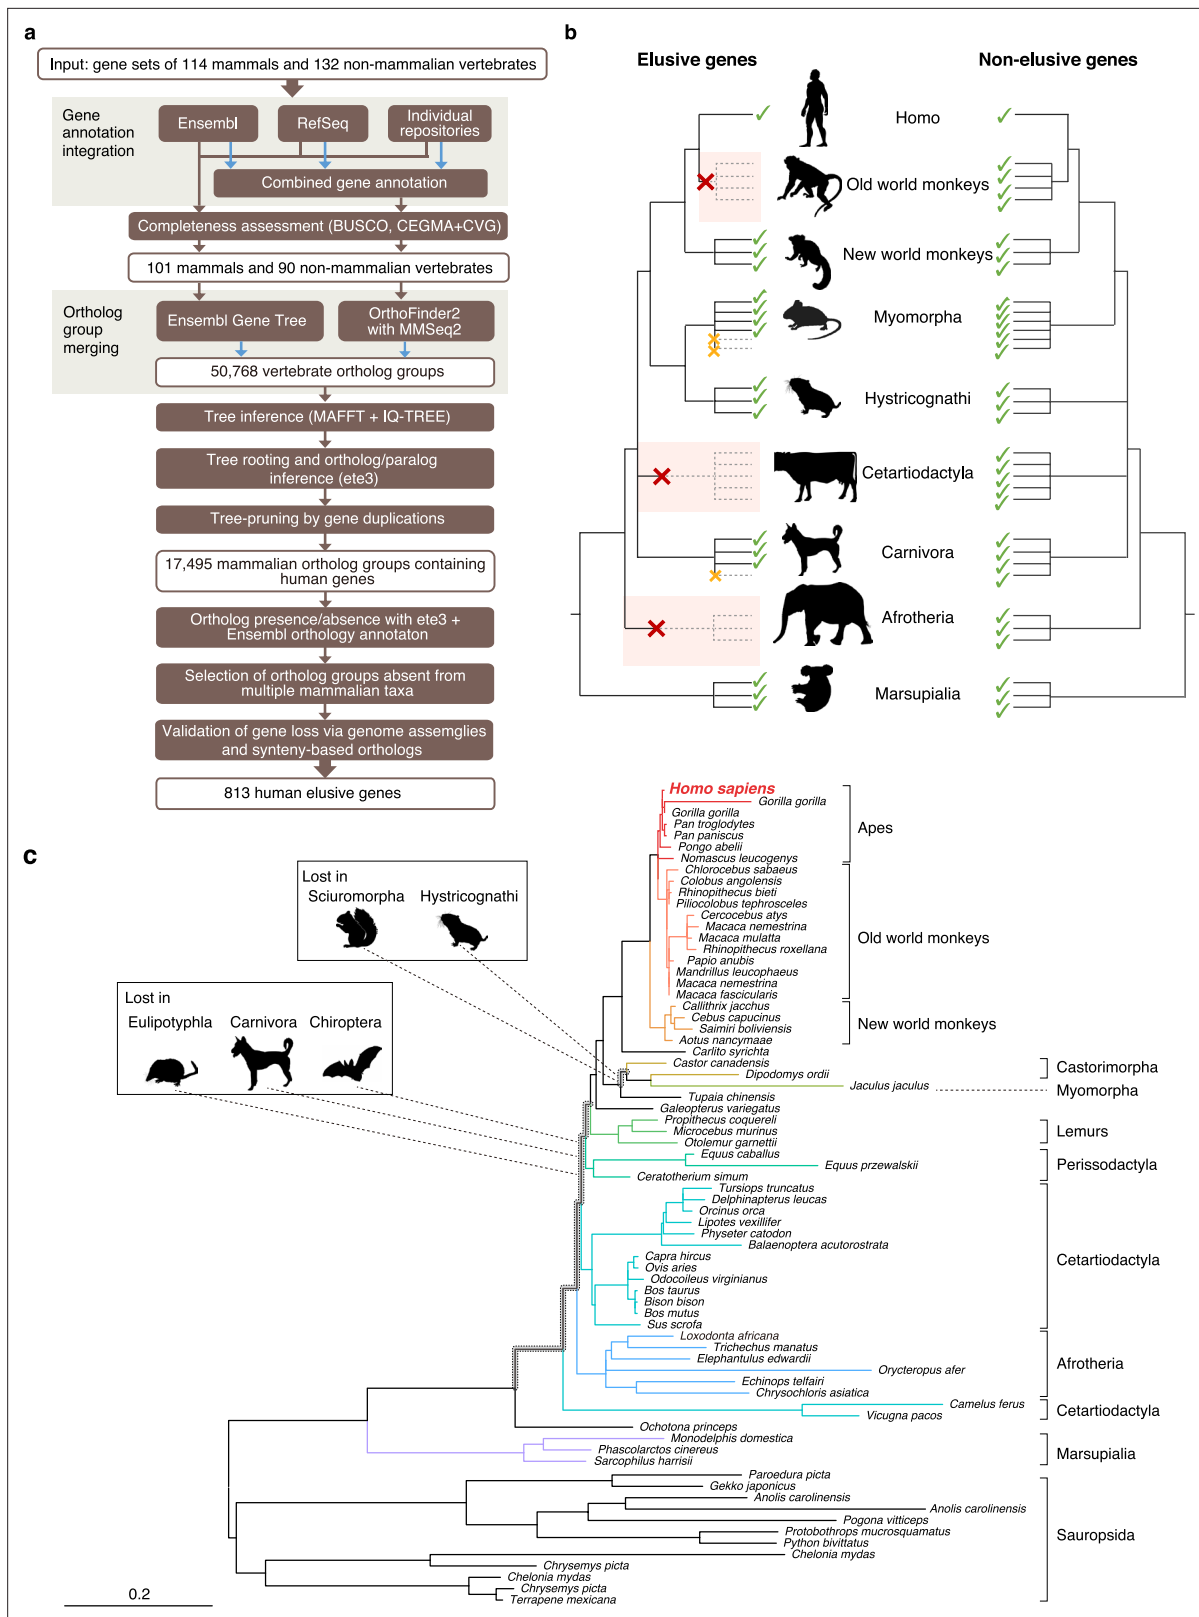 a
Input: gene sets of 114 mammals and 132 non-mammalian vertebrates
Gene
annotation
integration
Ensembl
RefSeq
Individual
repositories
Combined gene annotation
Completeness assessment (BUSCO, CEGMA+CVG)
101 mammals and 90 non-mammalian vertebrates
Ortholog
group
merging
Ensembl Gene Tree
OrthoFinder2
with MMSeq2
50,768 vertebrate ortholog groups
Tree inference (MAFFT + IQ-TREE)
Tree rooting and ortholog/paralog
inference (ete3)
Tree-pruning by gene duplications
17,495 mammalian ortholog groups containing
human genes
Ortholog presence/absence with ete3 +
Ensembl orthology annotaton
Selection of ortholog groups absent from
multiple mammalian taxa
Validation of gene loss via genome assemglies
and synteny-based orthologs
813 human elusive genes
b
Elusive genes
Non-elusive genes
Homo
Old world monkeys
New world monkeys
Myomorpha
Hystricognathi
Cetartiodactyla
Carnivora
Afrotheria
Marsupialia
c
Lost in
Sciuromorpha
Hystricognathi
Lost in
Eulipotyphla
Carnivora
Chiroptera
Homo sapiens
Gorilla gorilla
Gorilla gorilla
Pan troglodytes
Pan paniscus
Pongo abelii
Nomascus leucogenys
Chlorocebus sabaeus
Colobus angolensis
Rhinopithecus bieti
Piliocolobus tephrosceles
Cercocebus atys
Macaca nemestrina
Macaca mulatta
Rhinopithecus roxellana
Papio anubis
Mandrillus leucophaeus
Macaca nemestrina
Macaca fascicularis
Callithrix jacchus
Cebus capucinus
Saimiri boliviensis
Aotus nancymaae
Carlito syrichta
Castor canadensis
Dipodomys ordii
Jaculus jaculus
Tupaia chinensis
Galeopterus variegatus
Propithecus coquereli
Microcebus murinus
Otolemur garnettii
Equus caballus
Equus przewalskii
Ceratotherium simum
Tursiops truncatus
Delphinapterus leucas
Orcinus orca
Lipotes vexillifer
Physeter catodon
Balaenoptera acutorostrata
Capra hircus
Ovis aries
Odocoileus virginianus
Bos taurus
Bison bison
Bos mutus
Sus scrofa
Loxodonta africana
Trichechus manatus
Elephantulus edwardii
Orycteropus afer
Echinops telfairi
Chrysochloris asiatica
Camelus ferus
Vicugna pacos
Ochotona princeps
Monodelphis domestica
Phascolarctos cinereus
Sarcophilus harrisii
Paroedura picta
Gekko japonicus
Anolis carolinensis
Anolis carolinensis
Pogona vitticeps
Protobothrops mucrosquamatus
Python bivittatus
Chelonia mydas
Chrysemys picta
Chelonia mydas
Chrysemys picta
Terrapene mexicana
Apes
Old world monkeys
New world monkeys
Castorimorpha
Myomorpha
Lemurs
Perissodactyla
Cetartiodactyla
Afrotheria
Cetartiodactyla
Marsupialia
Sauropsida
0.2